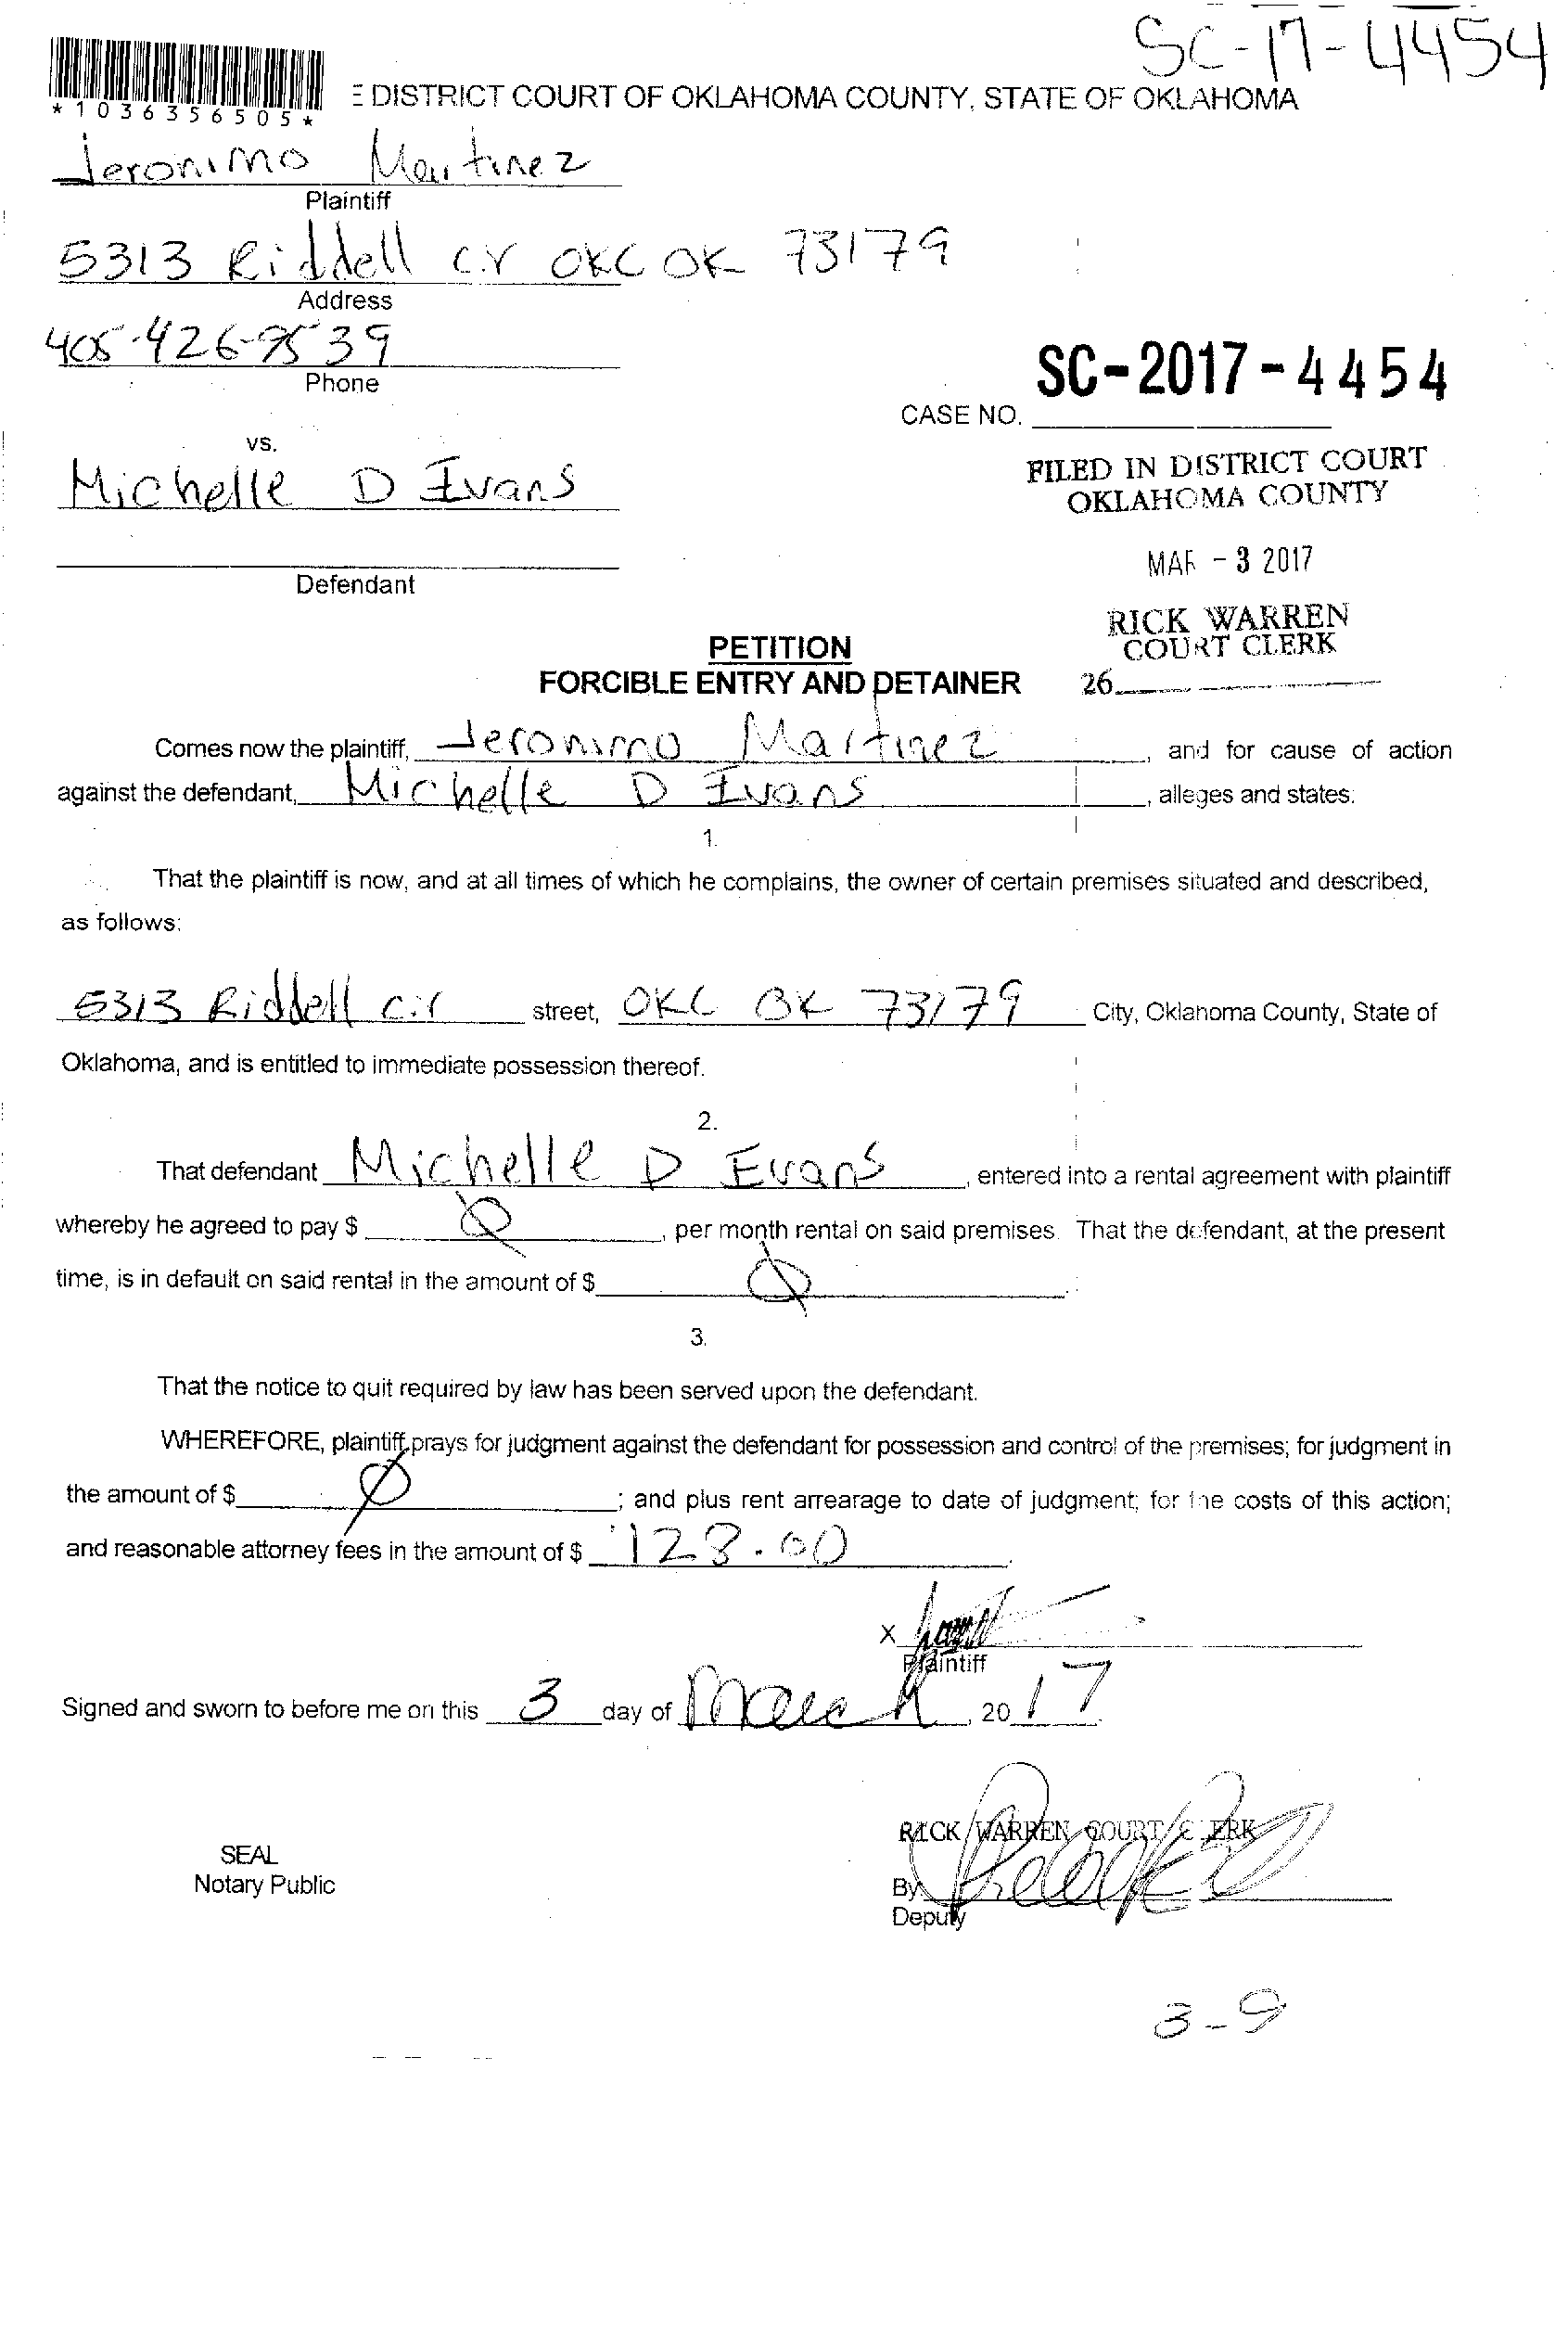 SC-17-4454
*1036356505*
E DISTRICT COURT OF OKLAHOMA COUNTY, STATE OF OKLAHOMA
Jeronimo Martinez
Plaintiff
5313 Riddell cir OKC OK 73179
Address
405-426-9539
Phone
SC-2017-4454
CASE NO.
vs.
Michelle D Evans
FILED IN DISTRICT COURT
OKLAHOMA COUNTY
MAR - 3 2017
Defendant
RICK WARREN
COURT CLERK
PETITION
FORCIBLE ENTRY AND DETAINER
26
Comes now the plaintiff, Jeronimo Martinez, and for cause of action
against the defendant, Michelle D Evans, alleges and states:
1.
That the plaintiff is now, and at all times of which he complains, the owner of certain premises situated and described,
as follows:
5313 Riddell cir street, OKC OK 73179 City, Oklahoma County, State of
Oklahoma, and is entitled to immediate possession thereof.
2.
That defendant Michelle D Evans, entered into a rental agreement with plaintiff
whereby he agreed to pay $ Ø, per month rental on said premises. That the defendant, at the present
time, is in default on said rental in the amount of $ Ø.
3.
That the notice to quit required by law has been served upon the defendant.
WHEREFORE, plaintiff prays for judgment against the defendant for possession and control of the premises; for judgment in
the amount of $ Ø; and plus rent arrearage to date of judgment; for the costs of this action;
and reasonable attorney fees in the amount of $ 128.00.
X
Plaintiff
Signed and sworn to before me on this 3 day of March, 2017.
RICK WARREN COURT CLERK
SEAL
Notary Public
By
Deputy
3-9